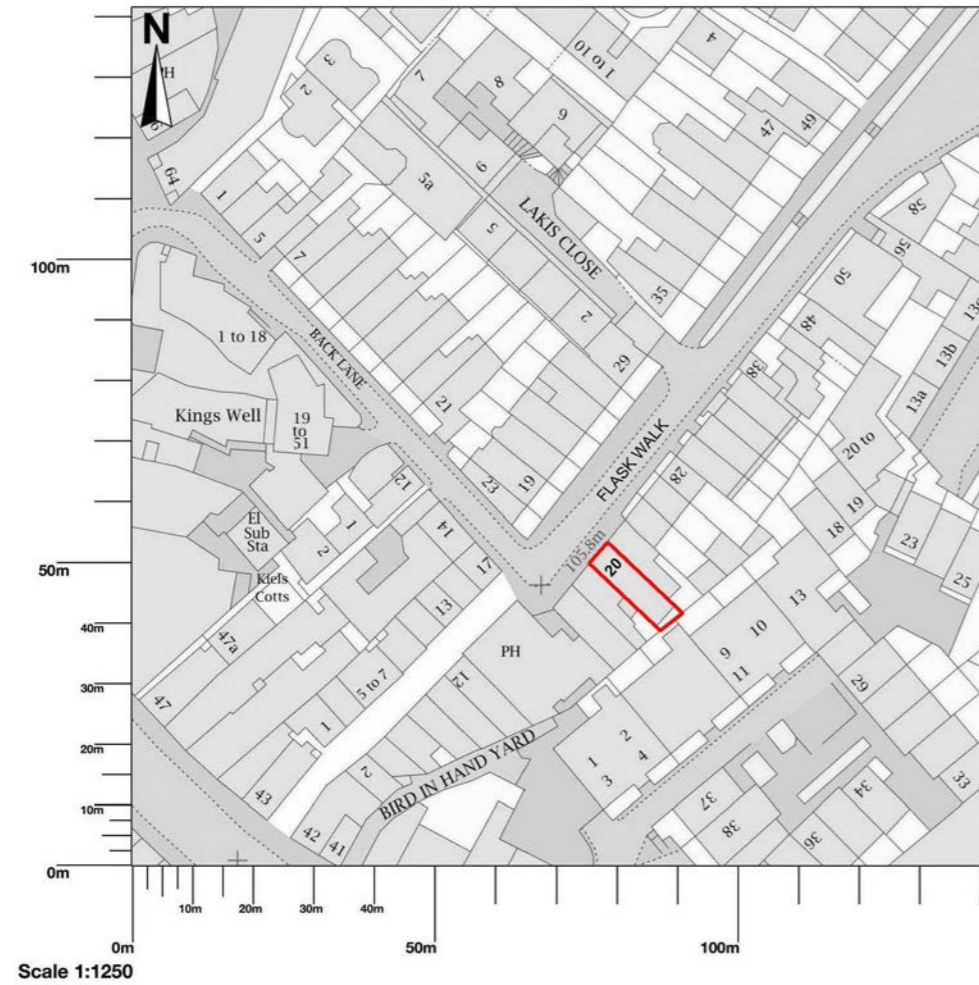 N
PH
64
1
5
7
3
2
7
8
9
1 to 10
4
47
49
58
56
50
48
38
13b
13a
5a
6
5
LAKIS CLOSE
2
35
29
100m
1 to 18
BACK LANE
Kings Well
19
to
51
21
23
19
FLASK WALK
28
20 to
19
18
23
25
12
1
2
14
17
El
Sub
Sta
Kiels
Cotts
50m
105.8m
20
13
10
9
11
13
40m
47a
47
PH
12
5 to 7
1
30m
29
20m
BIRD IN HAND YARD
1
2
3
4
2
43
42
41
33
34
37
38
36
10m
0m
10m
20m
30m
40m
0m
50m
100m
Scale 1:1250